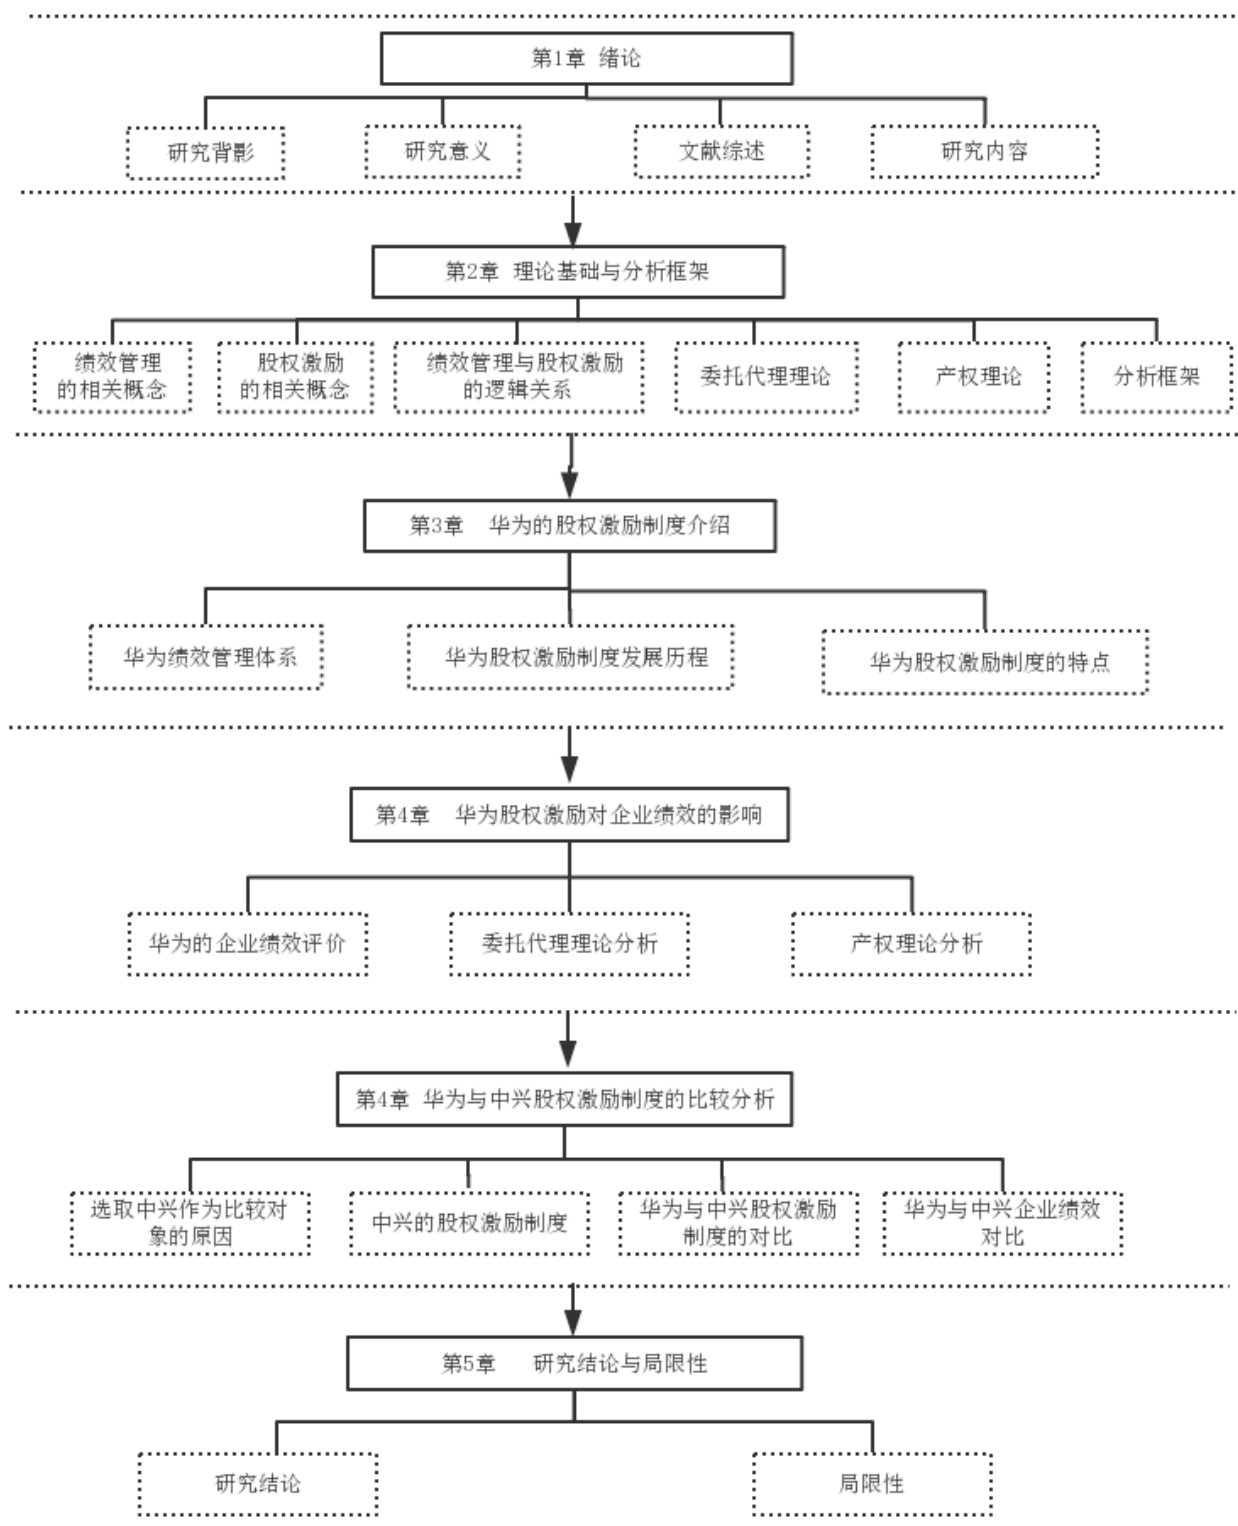 第1章 绪论
研究背影
研究意义
文献综述
研究内容
第2章 理论基础与分析框架
绩效管理
的相关概念
股权激励
的相关概念
绩效管理与股权激励
的逻辑关系
委托代理理论
产权理论
分析框架
第3章 华为的股权激励制度介绍
华为绩效管理体系
华为股权激励制度发展历程
华为股权激励制度的特点
第4章 华为股权激励对企业绩效的影响
华为的企业绩效评价
委托代理理论分析
产权理论分析
第4章 华为与中兴股权激励制度的比较分析
选取中兴作为比较对
象的原因
中兴的股权激励制度
华为与中兴股权激励
制度的对比
华为与中兴企业绩效
对比
第5章 研究结论与局限性
研究结论
局限性